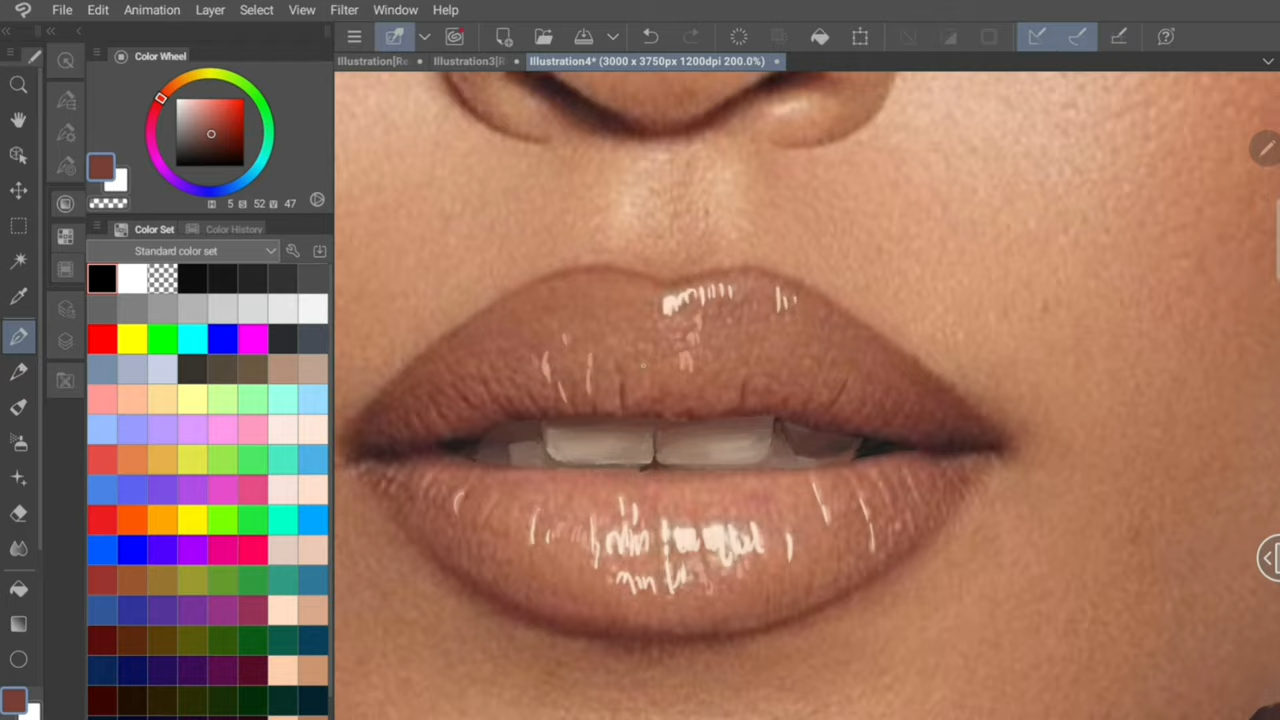 File Edit Animation Layer Select View Filter Window Help
Color Wheel
Illustration[Re Illustration3[R Illustration4* (3000 x 3750px 1200dpi 200.0%)
H 5 S 52 V 47
Color Set Color History
Standard color set